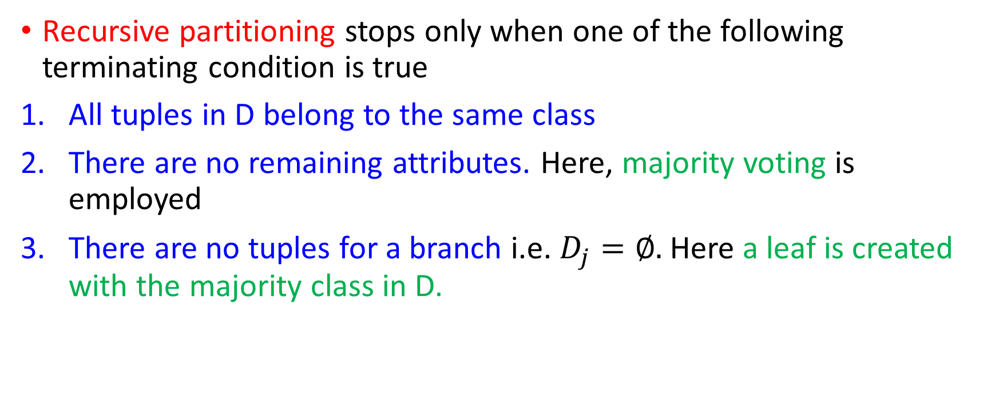 • Recursive partitioning stops only when one of the following
terminating condition is true
1. All tuples in D belong to the same class
2. There are no remaining attributes. Here, majority voting is
employed
3. There are no tuples for a branch i.e. D_j = ∅. Here a leaf is created
with the majority class in D.